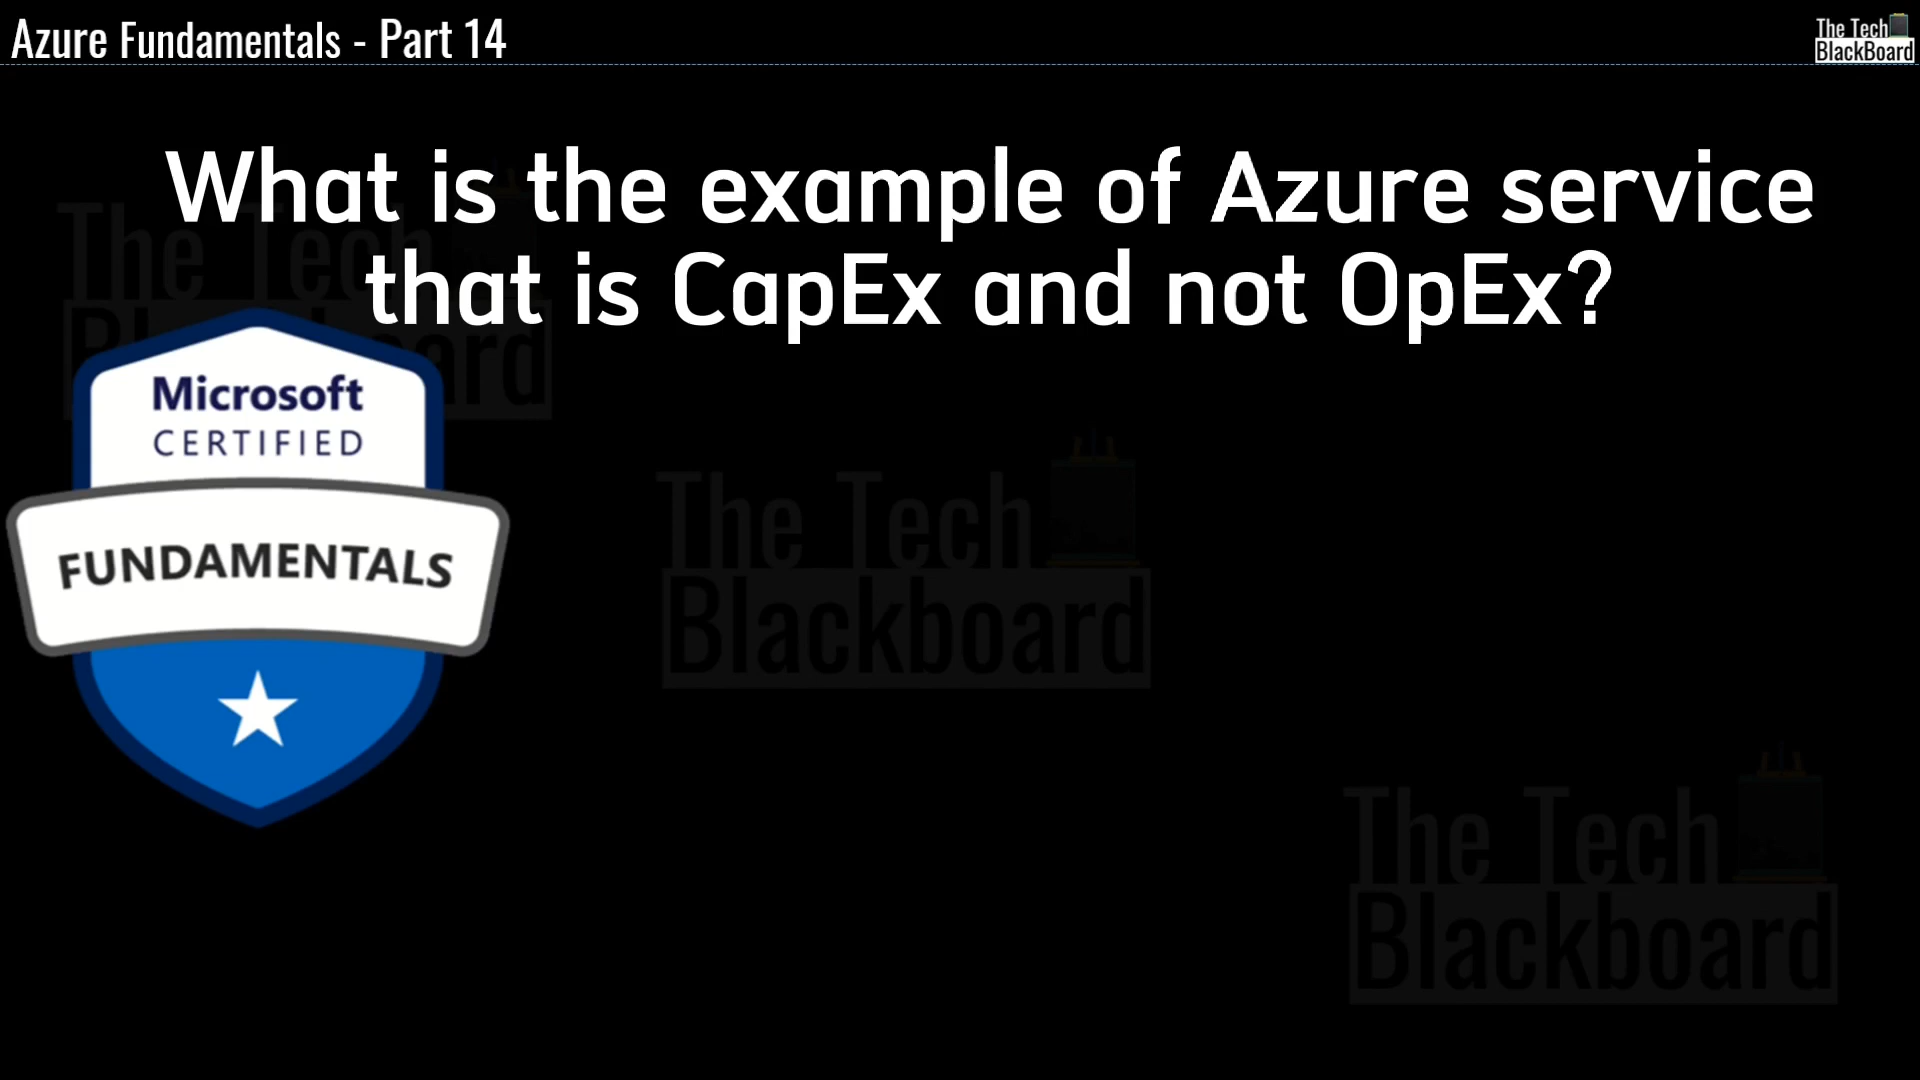 Azure Fundamentals - Part 14
The Tech
BlackBoard
What is the example of Azure service
that is CapEx and not OpEx?
The Tech
Blackboard
Microsoft
CERTIFIED
FUNDAMENTALS
The Tech
Blackboard
The Tech
Blackboard